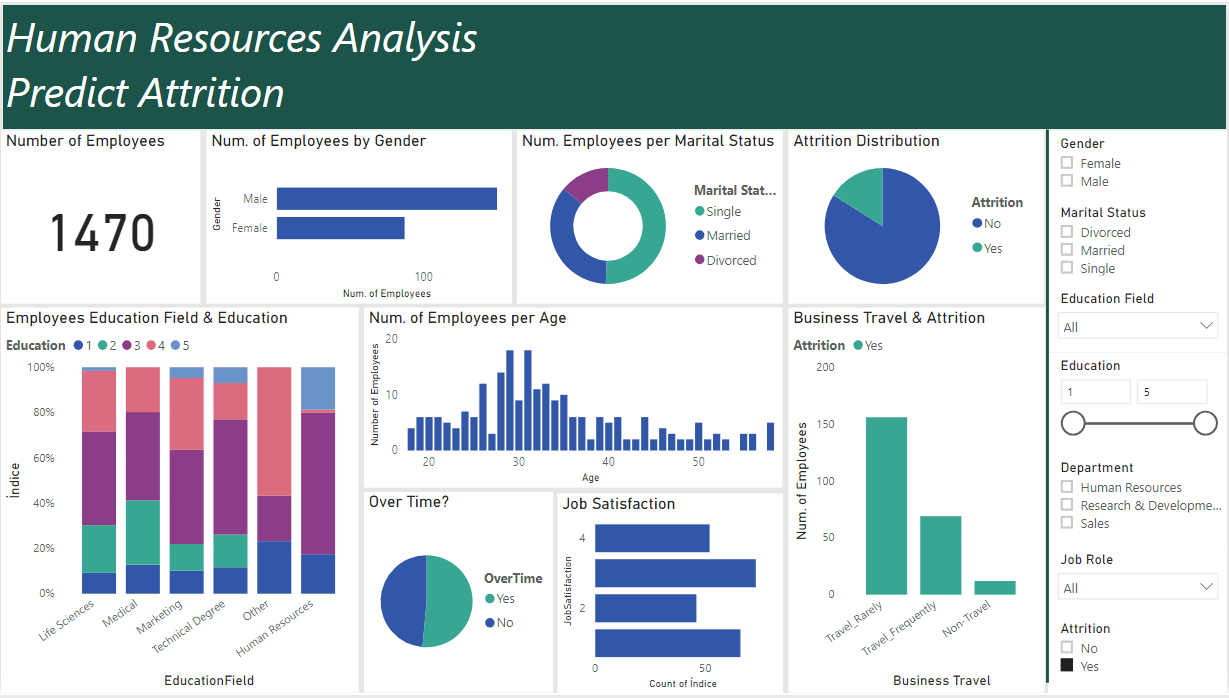 Human Resources Analysis
Predict Attrition
Number of Employees
1470
Num. of Employees by Gender
Gender
Male
Female
0
100
Num. of Employees
Num. Employees per Marital Status
Marital Stat...
Single
Married
Divorced
Attrition Distribution
Attrition
No
Yes
Employees Education Field & Education
Education 1 2 3 4 5
Índice
100%
80%
60%
40%
20%
0%
Life Sciences
Medical
Marketing
Technical Degree
Other
Human Resources
EducationField
Num. of Employees per Age
Number of Employees
20
10
0
20
30
40
50
Age
Over Time?
OverTime
Yes
No
Job Satisfaction
JobSatisfaction
4
2
0
50
Count of Índice
Business Travel & Attrition
Attrition Yes
Num. of Employees
200
150
100
50
0
Travel_Rarely
Travel_Frequently
Non-Travel
Business Travel
Gender
Female
Male
Marital Status
Divorced
Married
Single
Education Field
All
Education
1
5
Department
Human Resources
Research & Developme...
Sales
Job Role
All
Attrition
No
Yes